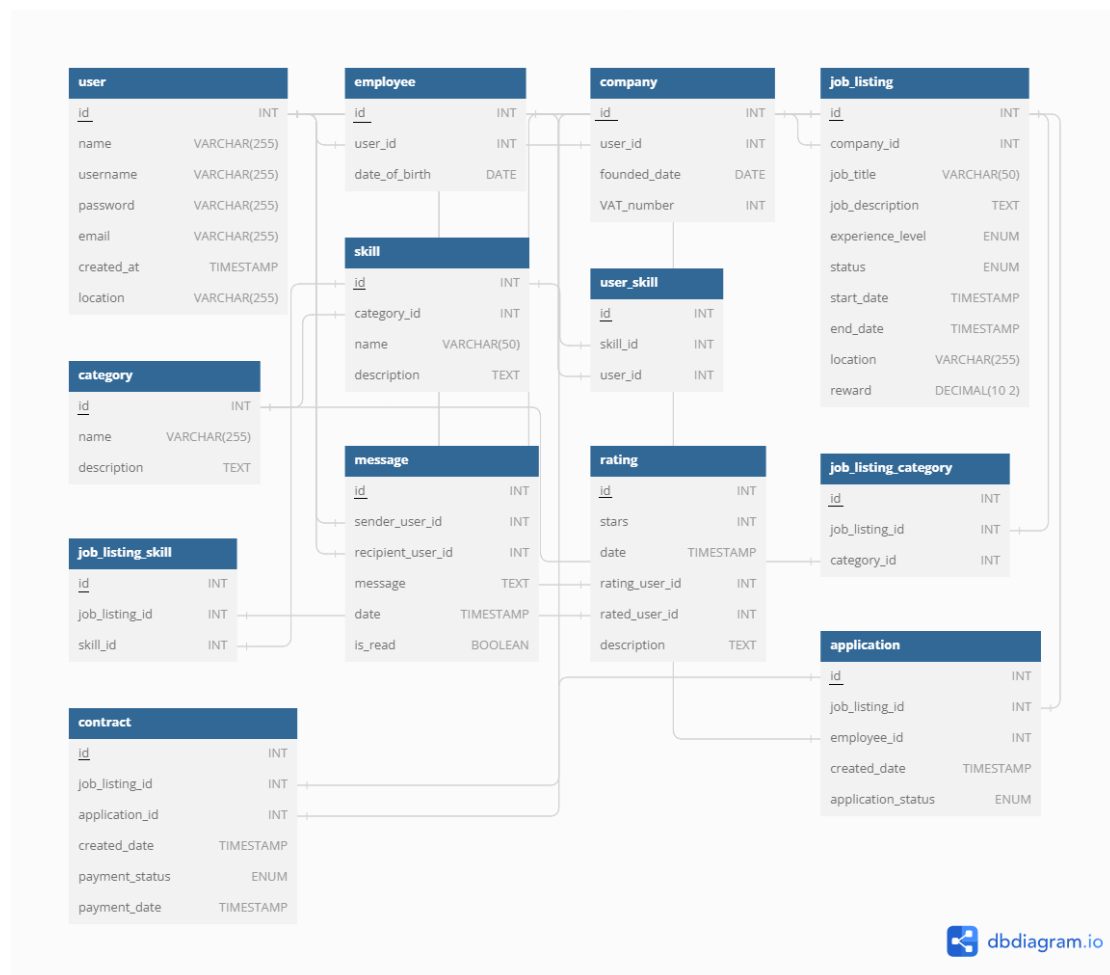 user
id INT
name VARCHAR(255)
username VARCHAR(255)
password VARCHAR(255)
email VARCHAR(255)
created_at TIMESTAMP
location VARCHAR(255)
employee
id INT
user_id INT
date_of_birth DATE
company
id INT
user_id INT
founded_date DATE
VAT_number INT
job_listing
id INT
company_id INT
job_title VARCHAR(50)
job_description TEXT
experience_level ENUM
status ENUM
start_date TIMESTAMP
end_date TIMESTAMP
location VARCHAR(255)
reward DECIMAL(10 2)
skill
id INT
category_id INT
name VARCHAR(50)
description TEXT
user_skill
id INT
skill_id INT
user_id INT
category
id INT
name VARCHAR(255)
description TEXT
message
id INT
sender_user_id INT
recipient_user_id INT
message TEXT
date TIMESTAMP
is_read BOOLEAN
rating
id INT
stars INT
date TIMESTAMP
rating_user_id INT
rated_user_id INT
description TEXT
job_listing_category
id INT
job_listing_id INT
category_id INT
job_listing_skill
id INT
job_listing_id INT
skill_id INT
application
id INT
job_listing_id INT
employee_id INT
created_date TIMESTAMP
application_status ENUM
contract
id INT
job_listing_id INT
application_id INT
created_date TIMESTAMP
payment_status ENUM
payment_date TIMESTAMP
dbdiagram.io